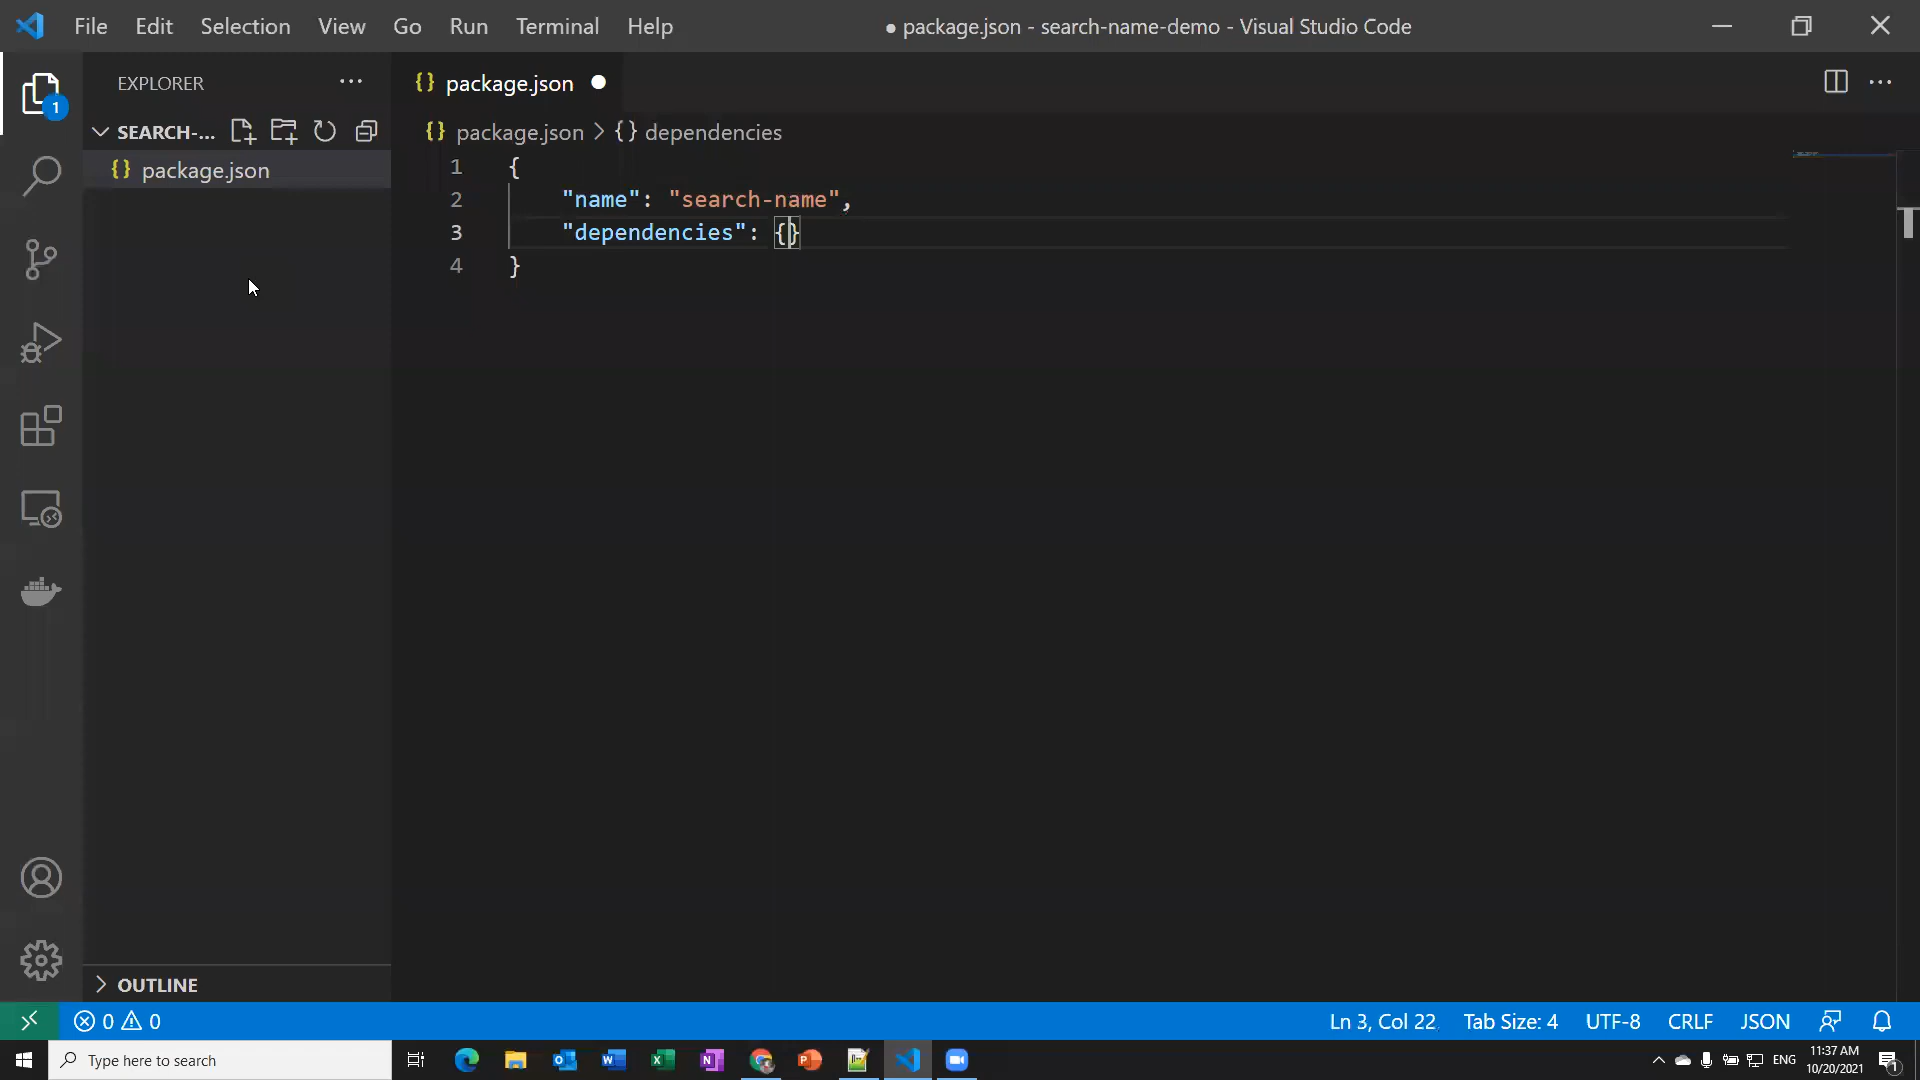 File Edit Selection View Go Run Terminal Help
● package.json - search-name-demo - Visual Studio Code
EXPLORER
{} package.json ●
SEARCH-...
{} package.json > {} dependencies
{} package.json
1 {
2 "name": "search-name",
3 "dependencies": {}
4 }
1
OUTLINE
0 0
Ln 3, Col 22 Tab Size: 4 UTF-8 CRLF JSON
Type here to search
ENG
11:37 AM
10/20/2021
1